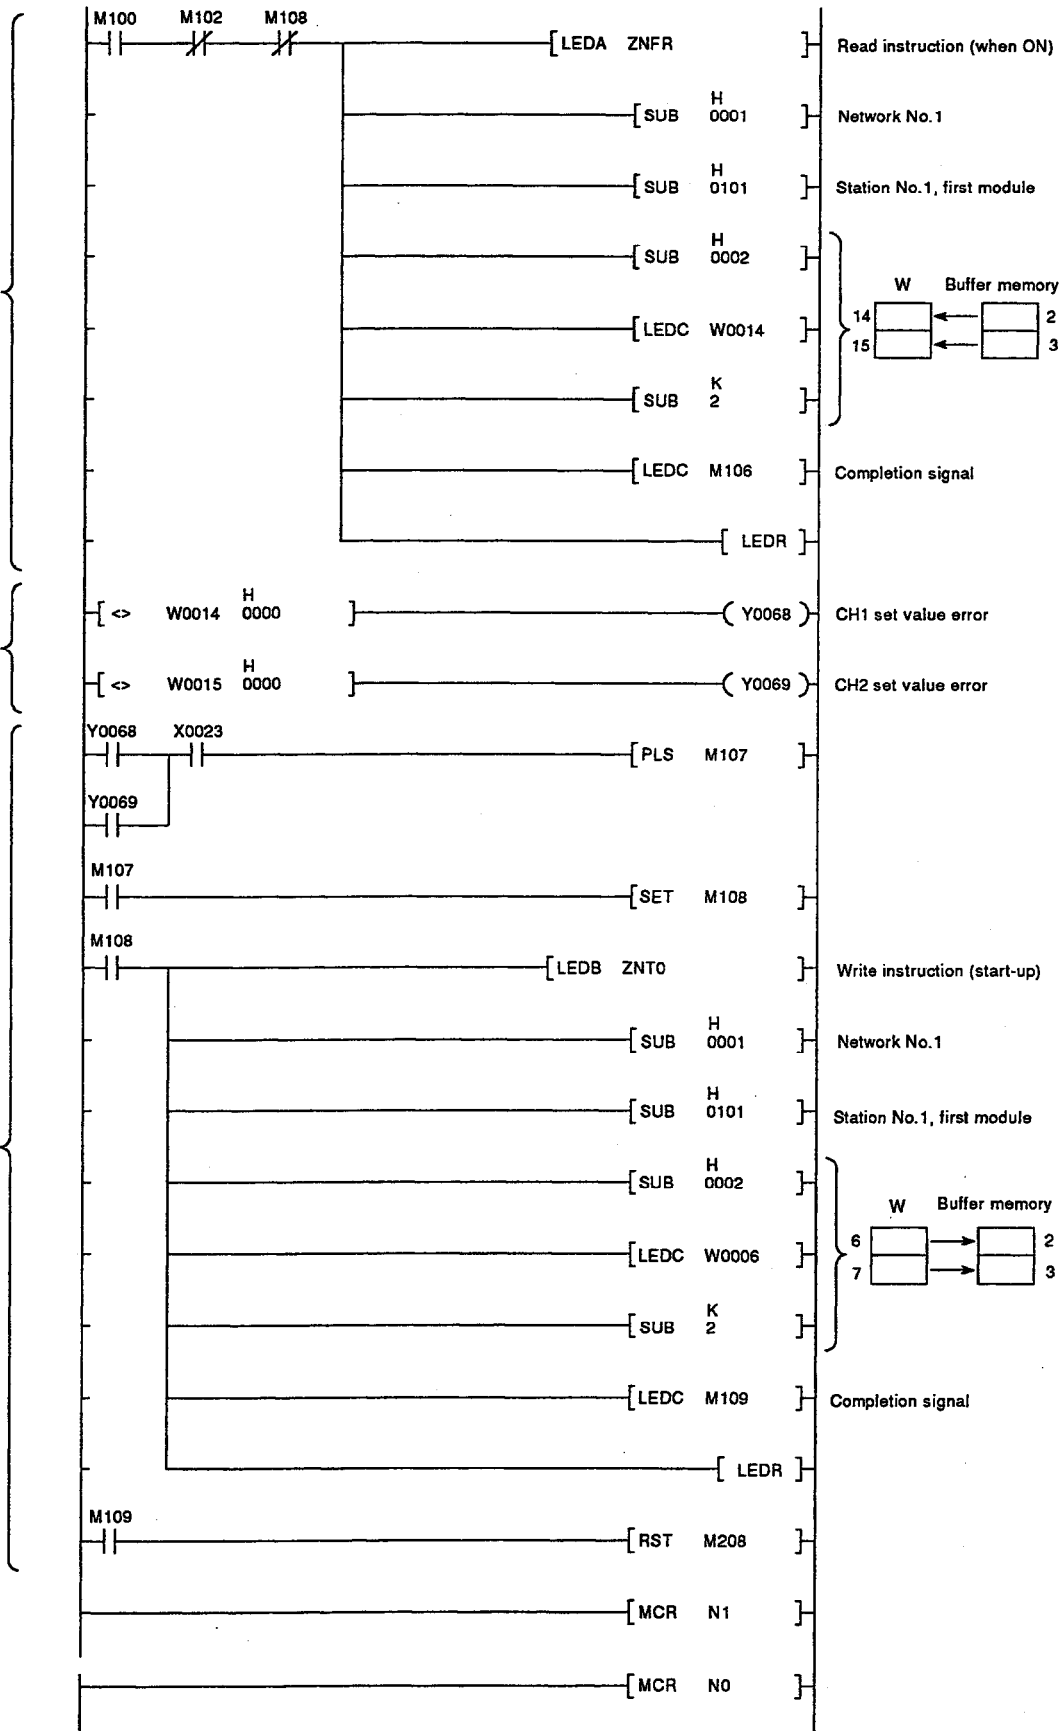 M100 M102 M108
[LEDA ZNFR ] Read instruction (when ON)
H
[SUB 0001 ] Network No.1
H
[SUB 0101 ] Station No.1, first module
H
[SUB 0002 ]
W Buffer memory
14 2
[LEDC W0014 ]
15 3
K
[SUB 2 ]
[LEDC M106 ] Completion signal
[ LEDR ]
H
[ <> W0014 0000 ] ( Y0068 ) CH1 set value error
H
[ <> W0015 0000 ] ( Y0069 ) CH2 set value error
Y0068 X0023
[PLS M107 ]
Y0069
M107
[SET M108 ]
M108
[LEDB ZNT0 ] Write instruction (start-up)
H
[SUB 0001 ] Network No.1
H
[SUB 0101 ] Station No.1, first module
H
[SUB 0002 ]
W Buffer memory
6 2
[LEDC W0006 ]
7 3
K
[SUB 2 ]
[LEDC M109 ] Completion signal
[ LEDR ]
M109
[RST M208 ]
[MCR N1 ]
[MCR N0 ]